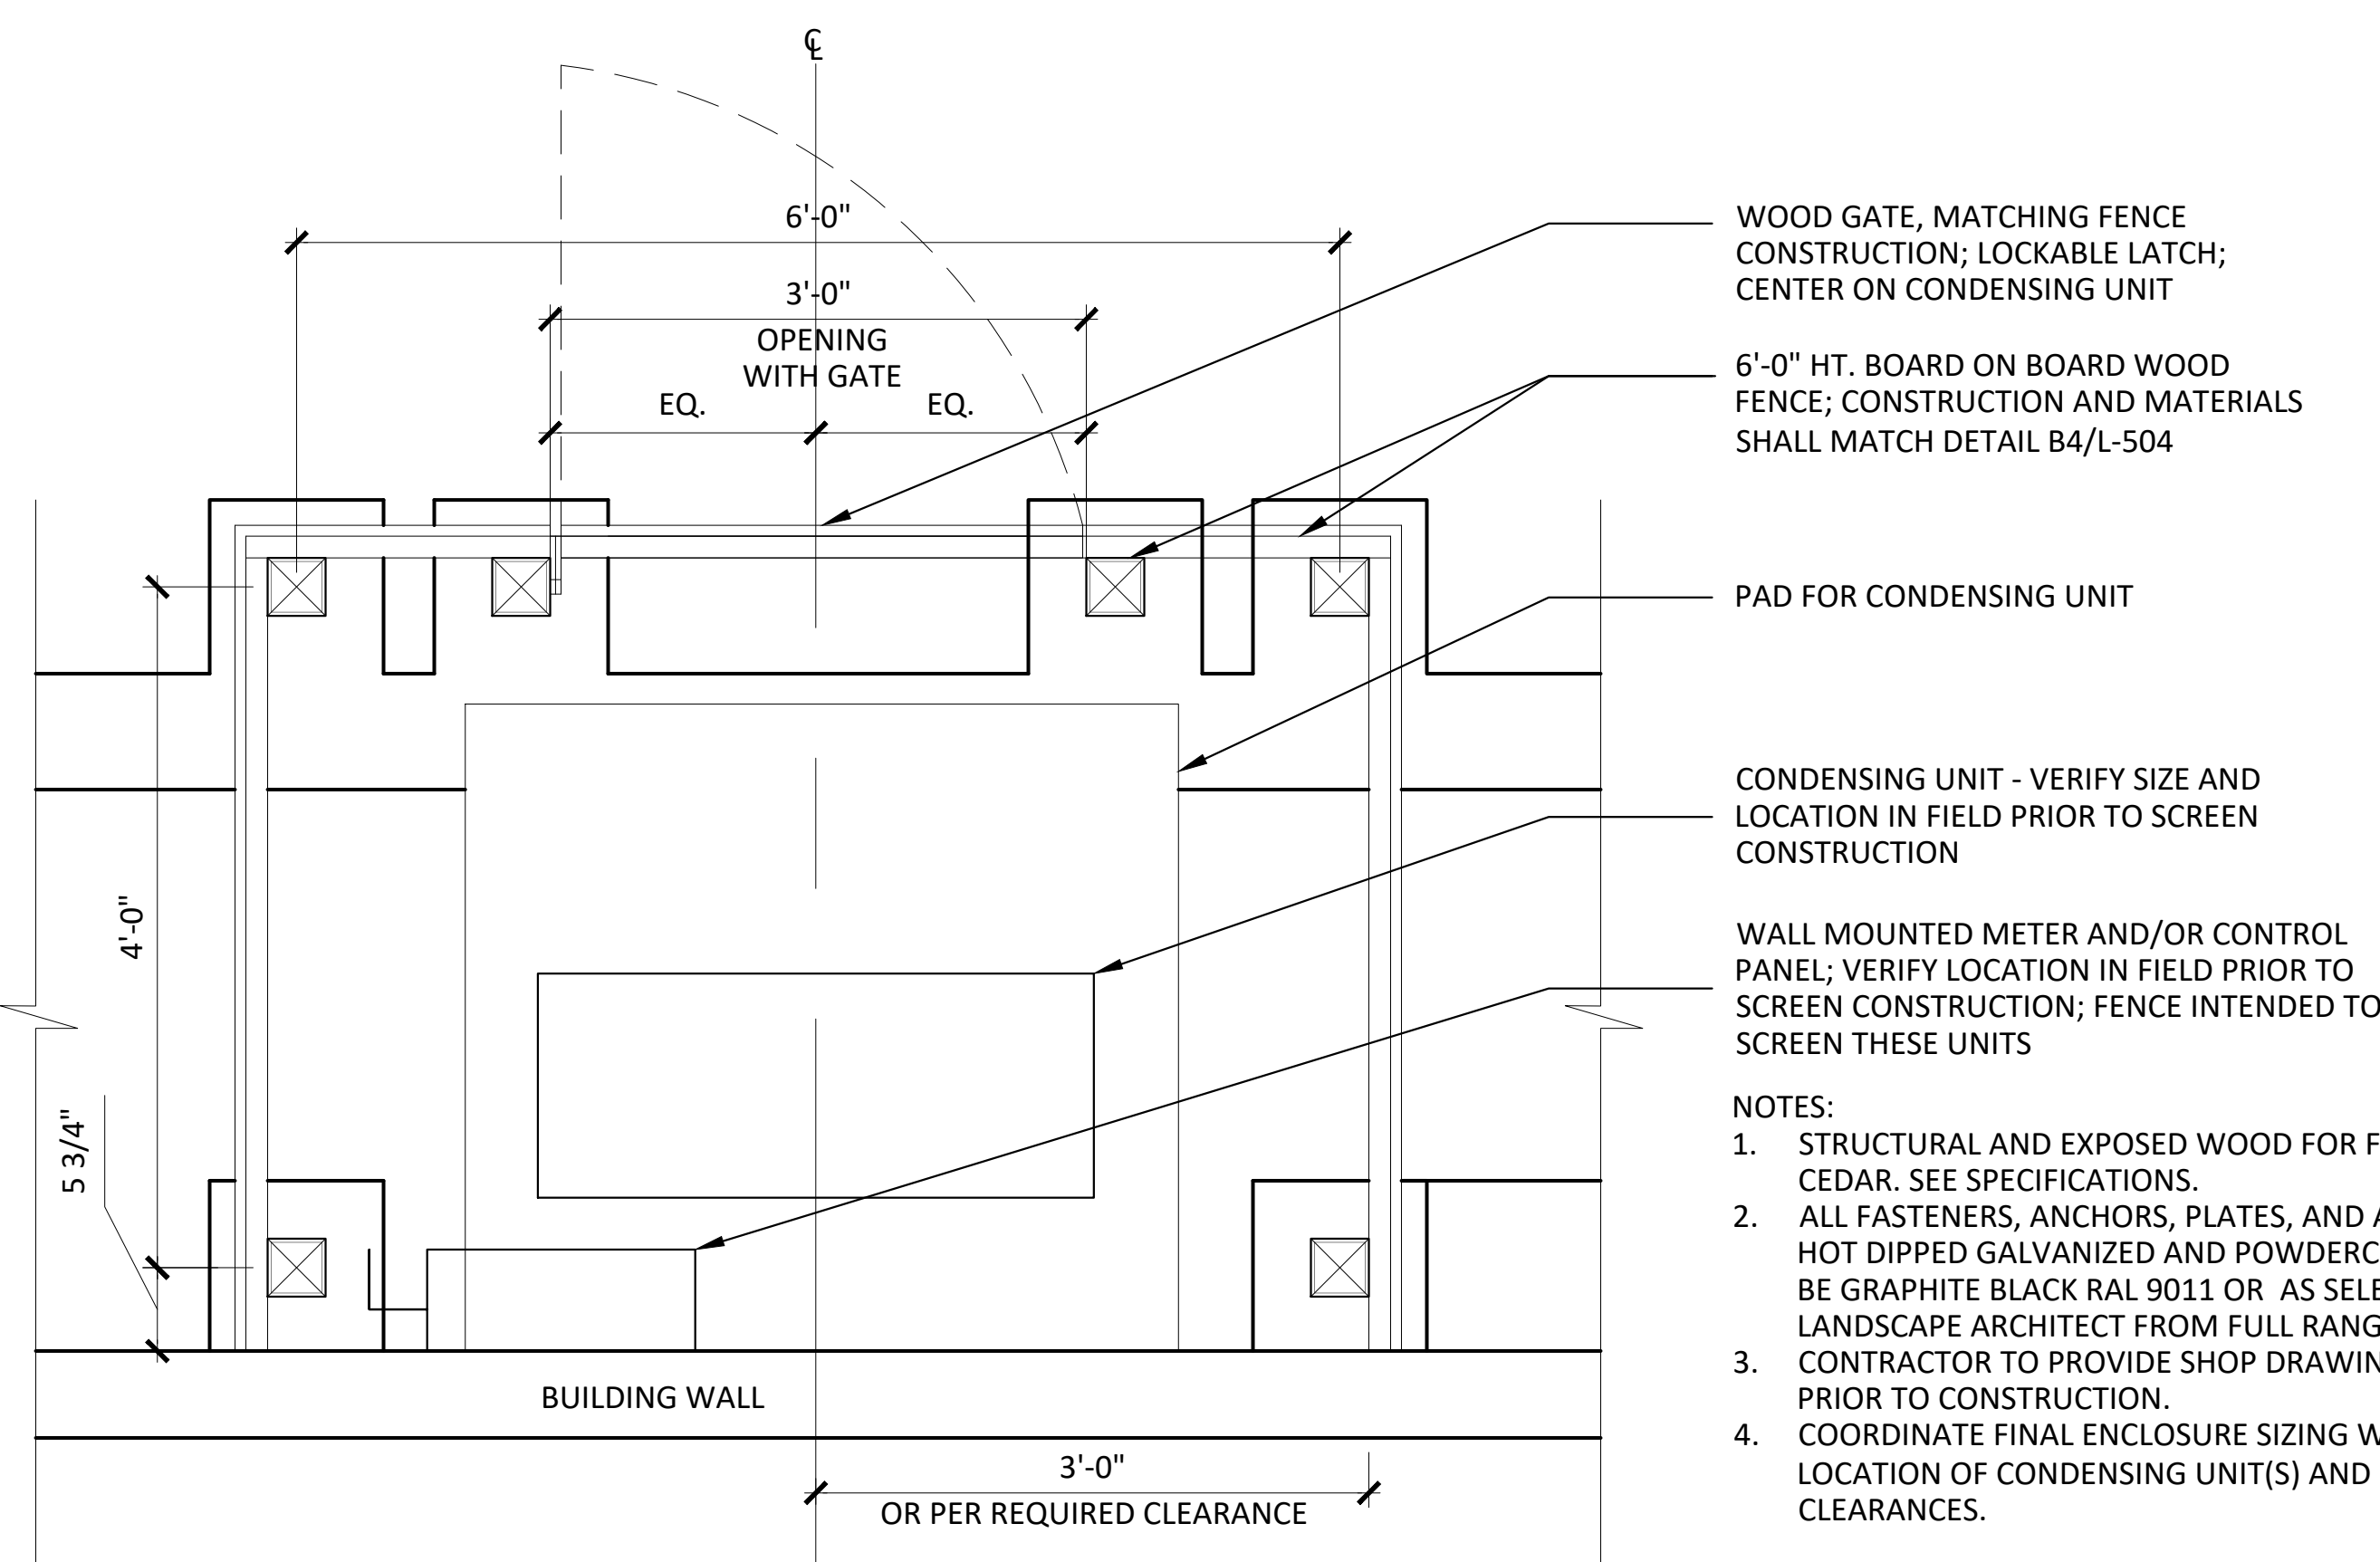 ℄
6'-0"
3'-0"
OPENING
WITH GATE
EQ.
EQ.
WOOD GATE, MATCHING FENCE
CONSTRUCTION; LOCKABLE LATCH;
CENTER ON CONDENSING UNIT
6'-0" HT. BOARD ON BOARD WOOD
FENCE; CONSTRUCTION AND MATERIALS
SHALL MATCH DETAIL B4/L-504
PAD FOR CONDENSING UNIT
CONDENSING UNIT - VERIFY SIZE AND
LOCATION IN FIELD PRIOR TO SCREEN
CONSTRUCTION
WALL MOUNTED METER AND/OR CONTROL
PANEL; VERIFY LOCATION IN FIELD PRIOR TO
SCREEN CONSTRUCTION; FENCE INTENDED TO
SCREEN THESE UNITS
4'-0"
5 3/4"
BUILDING WALL
3'-0"
OR PER REQUIRED CLEARANCE
NOTES:
1. STRUCTURAL AND EXPOSED WOOD FOR
CEDAR. SEE SPECIFICATIONS.
2. ALL FASTENERS, ANCHORS, PLATES, AND
HOT DIPPED GALVANIZED AND
BE GRAPHITE BLACK RAL 9011 OR AS
LANDSCAPE ARCHITECT FROM FULL
3. CONTRACTOR TO PROVIDE SHOP
PRIOR TO CONSTRUCTION.
4. COORDINATE FINAL ENCLOSURE SIZING
LOCATION OF CONDENSING UNIT(S) AND
CLEARANCES.